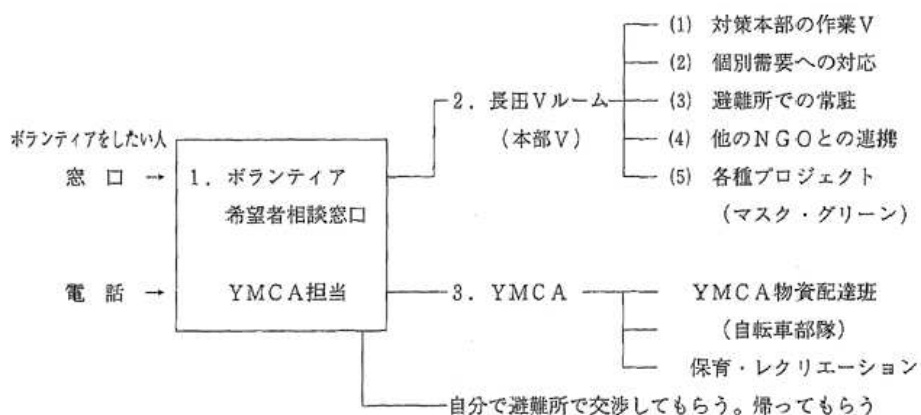 (1) 対策本部の作業V
(2) 個別需要への対応
2．長田Vルーム
(3) 避難所での常駐
ボランティアをしたい人
(本部V)
(4) 他のNGOとの連携
窓口 →
1．ボランティア
(5) 各種プロジェクト
希望者相談窓口
(マスク・グリーン)
電話 →
YMCA担当
3．YMCA
YMCA物資配達班
(自転車部隊)
保育・レクリエーション
自分で避難所で交渉してもらう。帰ってもらう